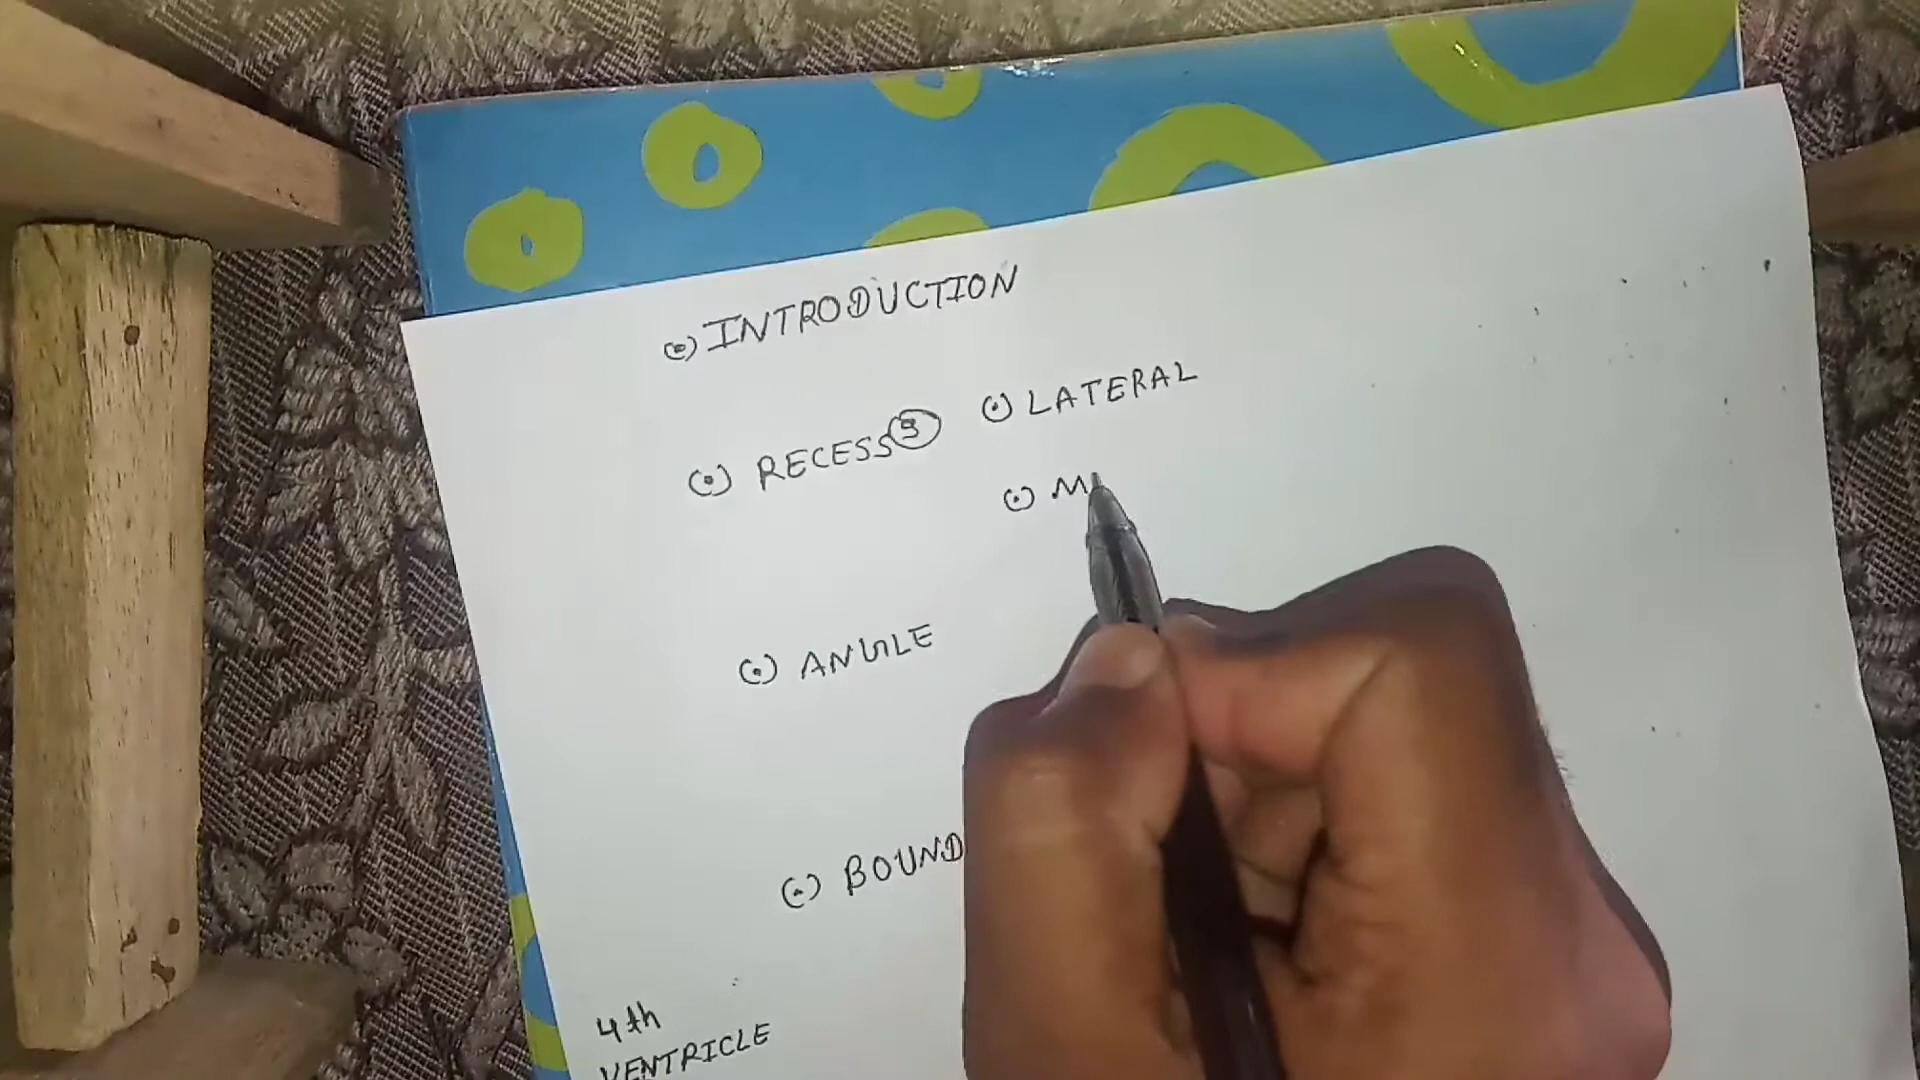 INTRODUCTION
RECESS 3
LATERAL
M
ANGLE
BOUND
4th
VENTRICLE